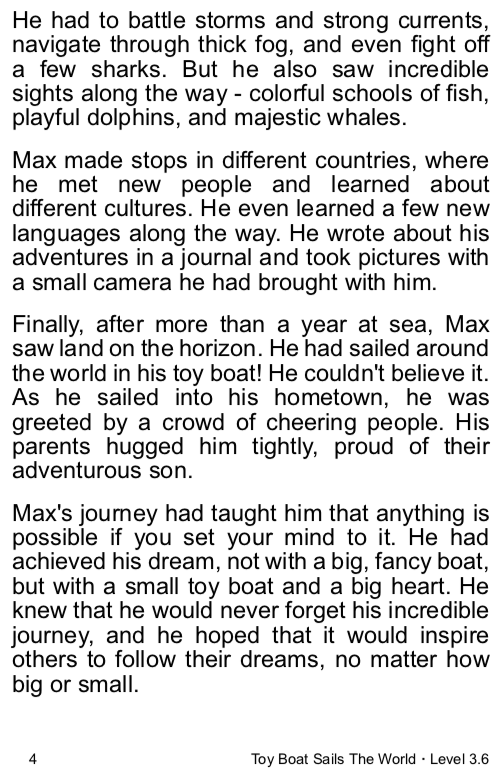 He had to battle storms and strong currents,
navigate through thick fog, and even fight off
a few sharks. But he also saw incredible
sights along the way - colorful schools of fish,
playful dolphins, and majestic whales.
Max made stops in different countries, where
he met new people and learned about
different cultures. He even learned a few new
languages along the way. He wrote about his
adventures in a journal and took pictures with
a small camera he had brought with him.
Finally, after more than a year at sea, Max
saw land on the horizon. He had sailed around
the world in his toy boat! He couldn't believe it.
As he sailed into his hometown, he was
greeted by a crowd of cheering people. His
parents hugged him tightly, proud of their
adventurous son.
Max's journey had taught him that anything is
possible if you set your mind to it. He had
achieved his dream, not with a big, fancy boat,
but with a small toy boat and a big heart. He
knew that he would never forget his incredible
journey, and he hoped that it would inspire
others to follow their dreams, no matter how
big or small.
4 Toy Boat Sails The World · Level 3.6